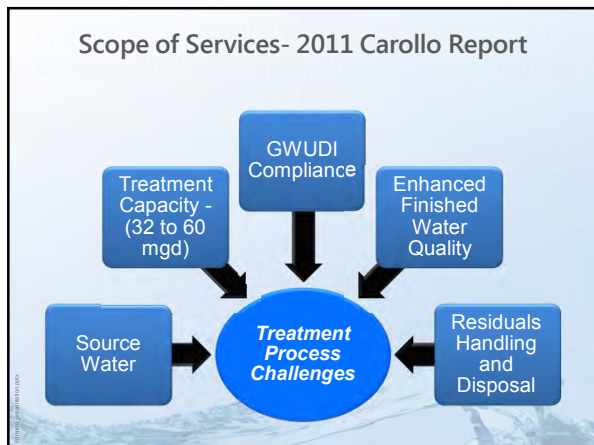 Scope of Services- 2011 Carollo Report
GWUDI
Compliance
Treatment
Capacity -
(32 to 60
mgd)
Enhanced
Finished
Water
Quality
Source
Water
Treatment
Process
Challenges
Residuals
Handling
and
Disposal